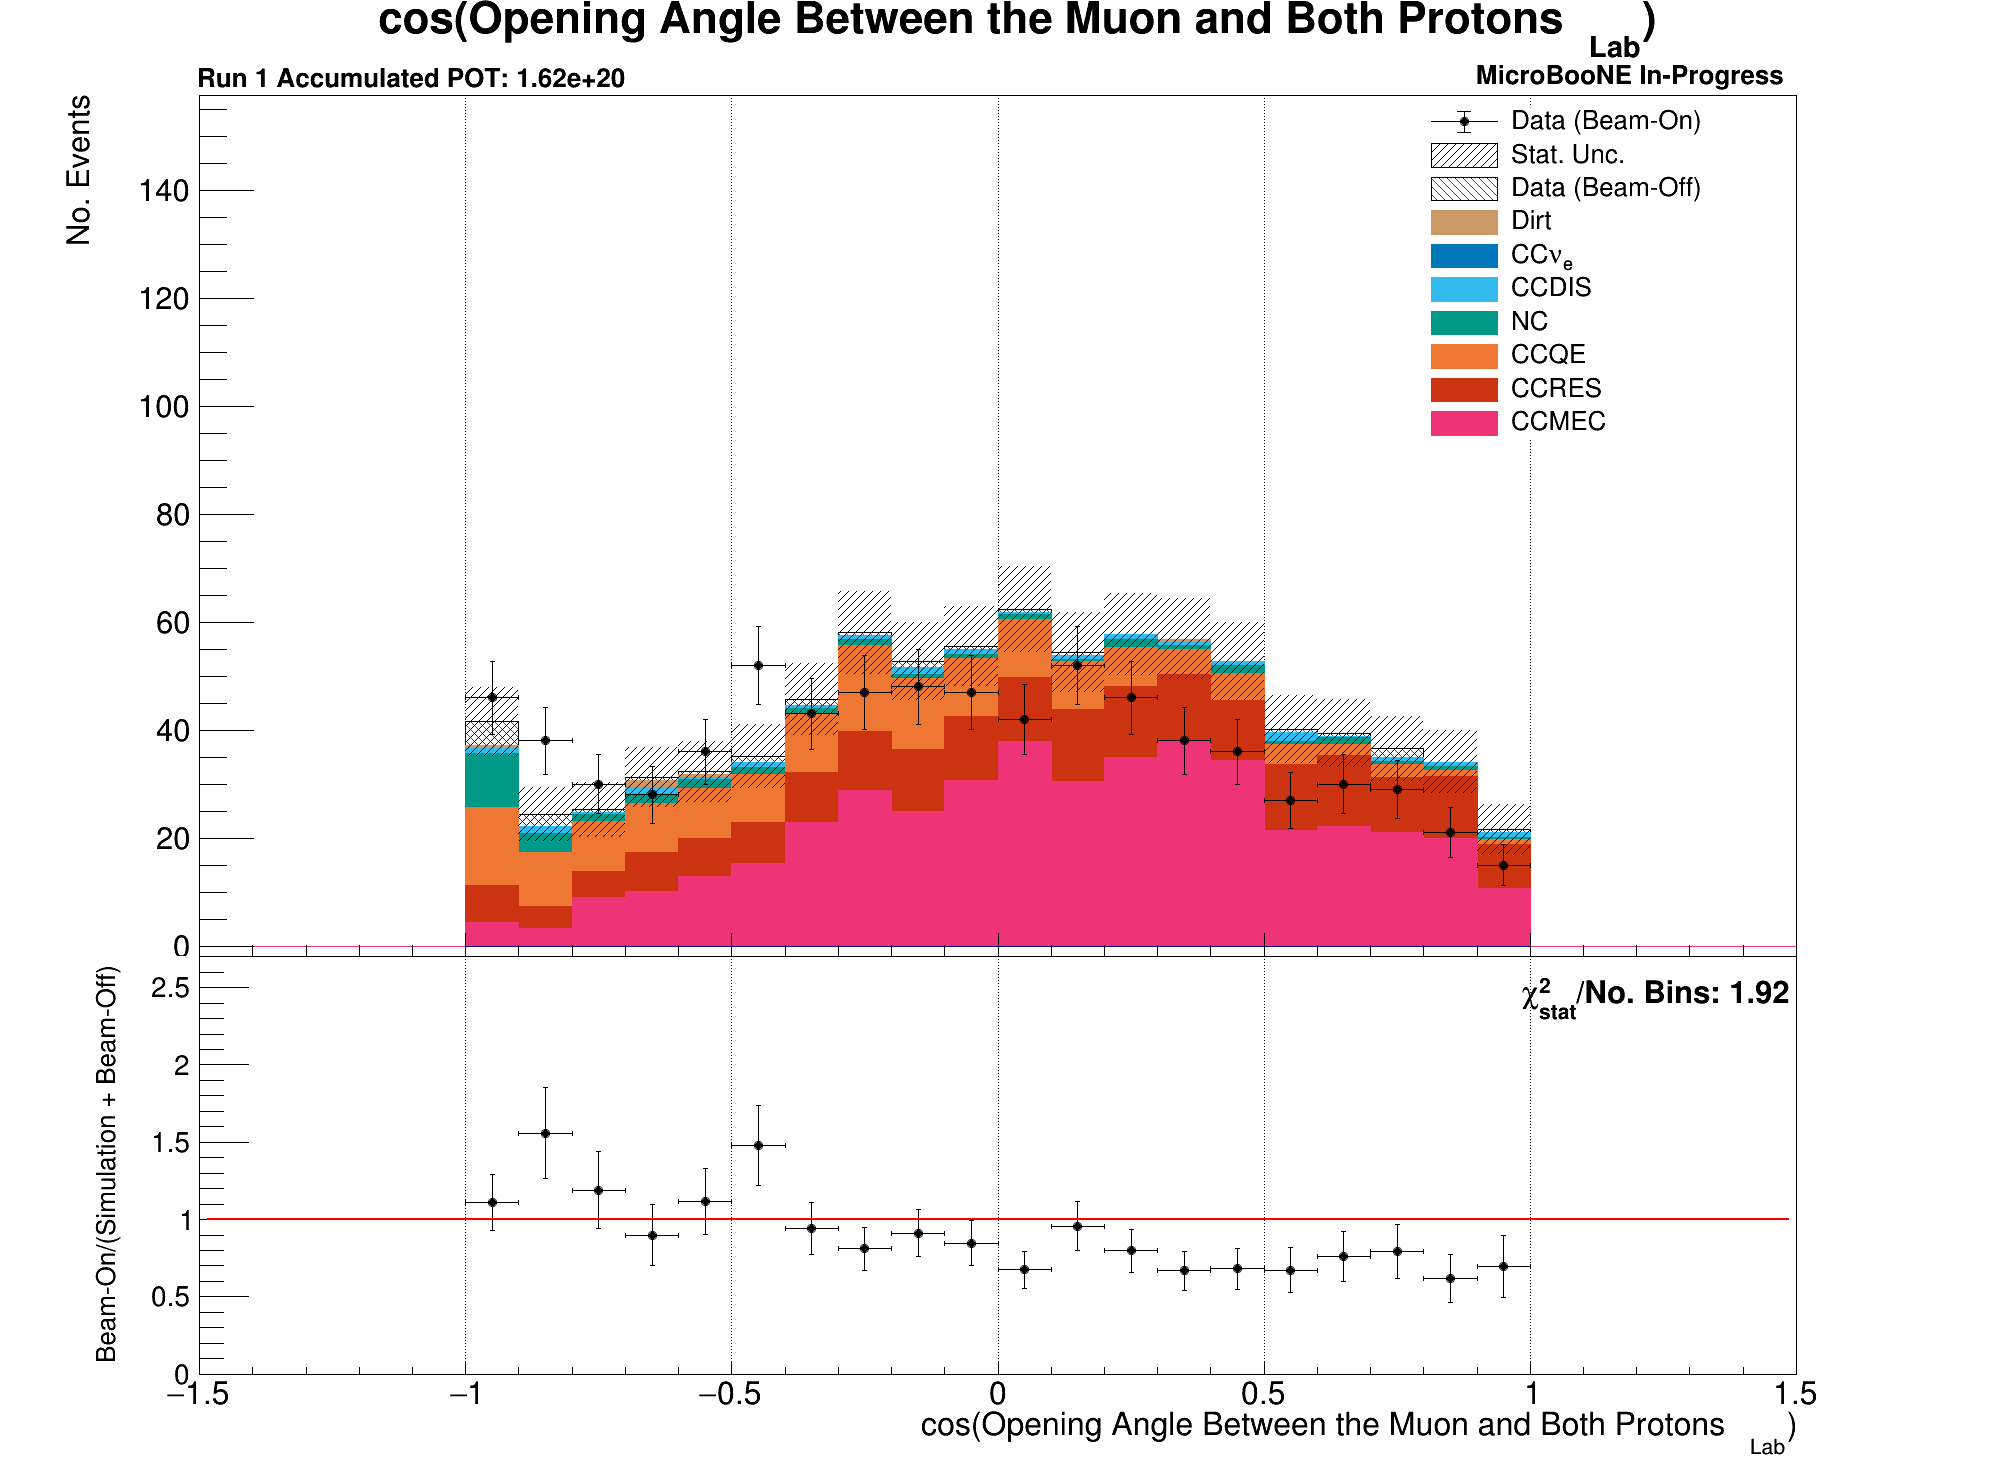 cos(Opening Angle Between the Muon and Both Protons Lab)
Run 1 Accumulated POT: 1.62e+20
MicroBooNE In-Progress
No. Events
140
120
100
80
60
40
20
0
Data (Beam-On)
Stat. Unc.
Data (Beam-Off)
Dirt
CCνe
CCDIS
NC
CCQE
CCRES
CCMEC
Beam-On/(Simulation + Beam-Off)
2.5
2
1.5
1
0.5
0
χ2stat/No. Bins: 1.92
−1.5 −1 −0.5 0 0.5 1 1.5
cos(Opening Angle Between the Muon and Both Protons Lab)